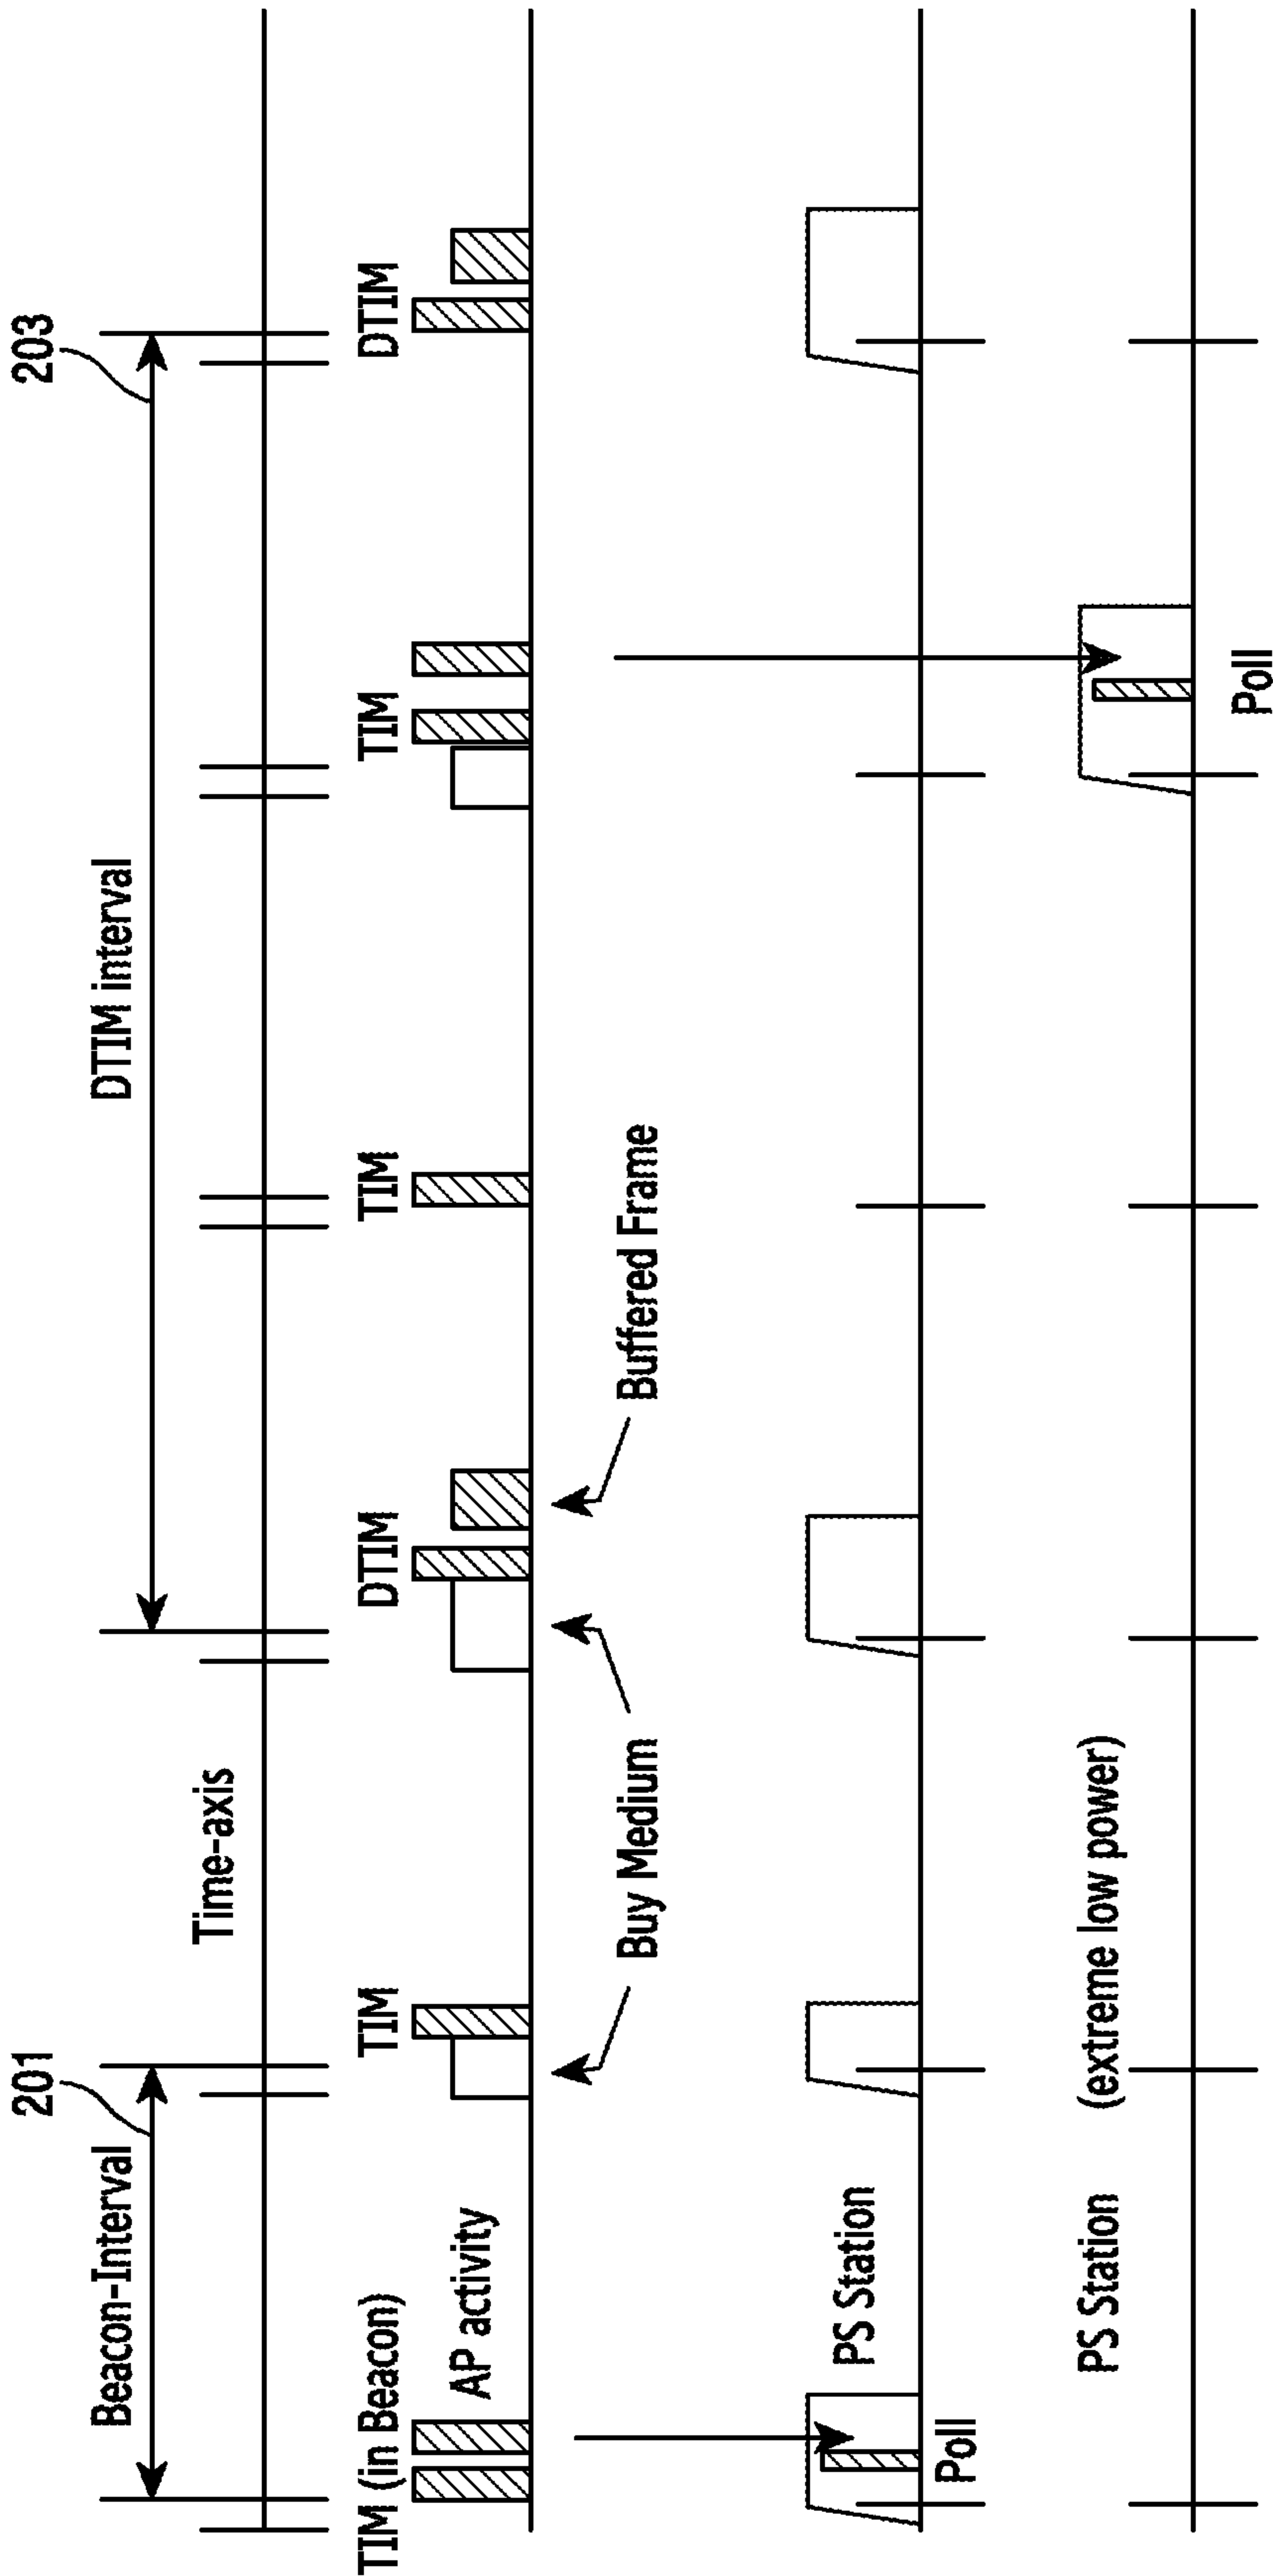 201
203
Beacon-Interval
DTIM interval
Time-axis
TIM (in Beacon)
TIM
DTIM
TIM
TIM
DTIM
AP activity
Buy Medium
Buffered Frame
PS Station
Poll
PS Station
(extreme low power)
Poll